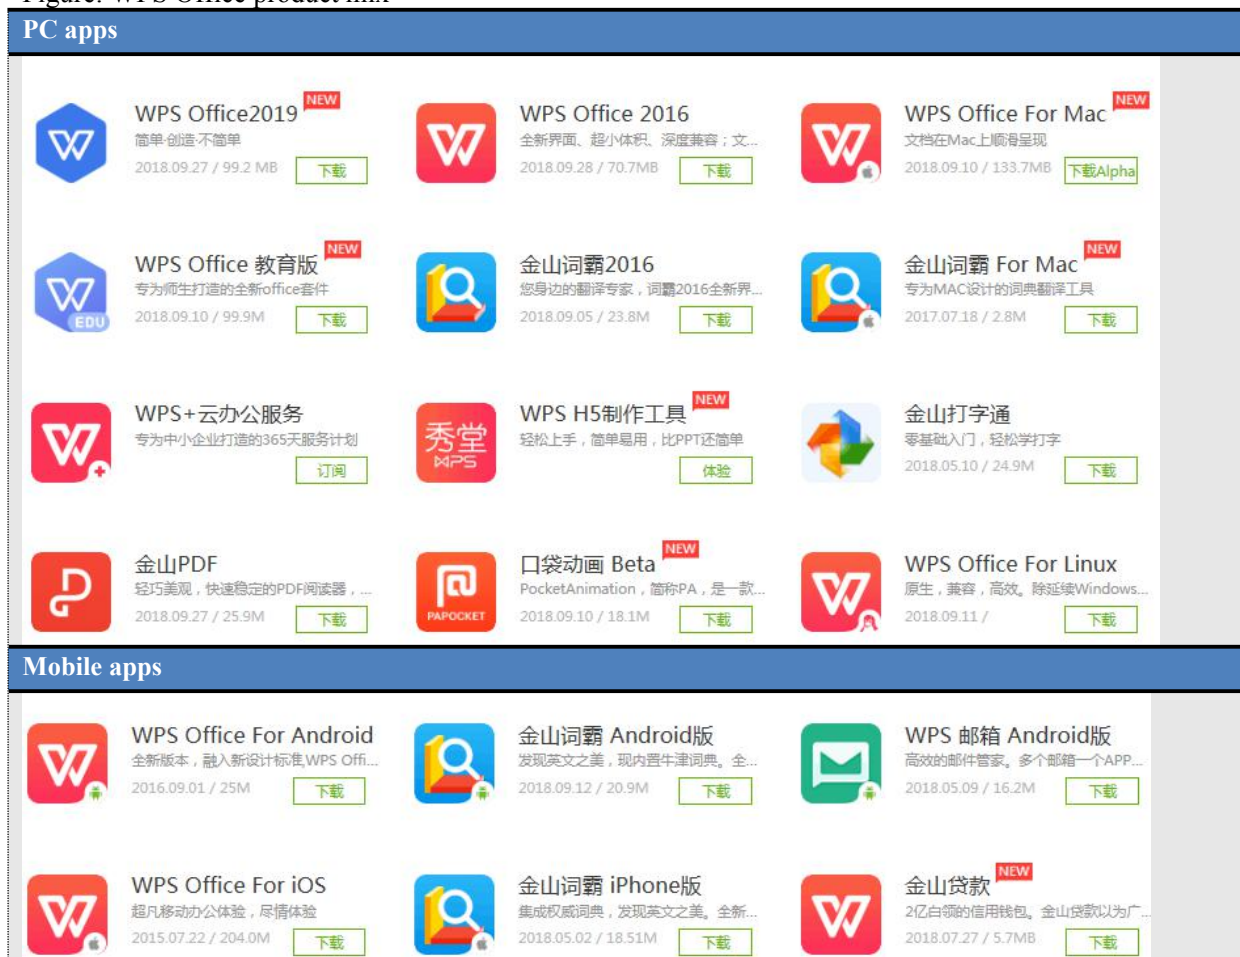 Figure: WPS Office product mix
PC apps
WPS Office2019 NEW
简单·创造·不简单
2018.09.27 / 99.2 MB 下载
WPS Office 2016
全新界面、超小体积、深度兼容；文...
2018.09.28 / 70.7MB 下载
WPS Office For Mac NEW
文档在Mac上顺滑呈现
2018.09.10 / 133.7MB 下载Alpha
EDU
WPS Office 教育版 NEW
专为师生打造的全新office套件
2018.09.10 / 99.9M 下载
金山词霸2016
您身边的翻译专家，词霸2016全新界...
2018.09.05 / 23.8M 下载
金山词霸 For Mac NEW
专为MAC设计的词典翻译工具
2017.07.18 / 2.8M 下载
WPS+云办公服务
专为中小企业打造的365天服务计划
订阅
秀堂
WPS
WPS H5制作工具 NEW
轻松上手，简单易用，比PPT还简单
体验
金山打字通
零基础入门，轻松学打字
2018.05.10 / 24.9M 下载
金山PDF
轻巧美观，快速稳定的PDF阅读器，...
2018.09.27 / 25.9M 下载
PAPOCKET
口袋动画 Beta NEW
PocketAnimation，简称PA，是一款...
2018.09.10 / 18.1M 下载
WPS Office For Linux
原生，兼容，高效。除延续Windows...
2018.09.11 / 下载
Mobile apps
WPS Office For Android
全新版本，融入新设计标准,WPS Offi...
2016.09.01 / 25M 下载
金山词霸 Android版
发现英文之美，现内置牛津词典。全...
2018.09.12 / 20.9M 下载
WPS 邮箱 Android版
高效的邮件管家。多个邮箱一个APP...
2018.05.09 / 16.2M 下载
WPS Office For iOS
超凡移动办公体验，尽情体验
2015.07.22 / 204.0M 下载
金山词霸 iPhone版
集成权威词典，发现英文之美。全新...
2018.05.02 / 18.51M 下载
金山贷款 NEW
2亿白领的信用钱包。金山贷款以为广...
2018.07.27 / 5.7MB 下载